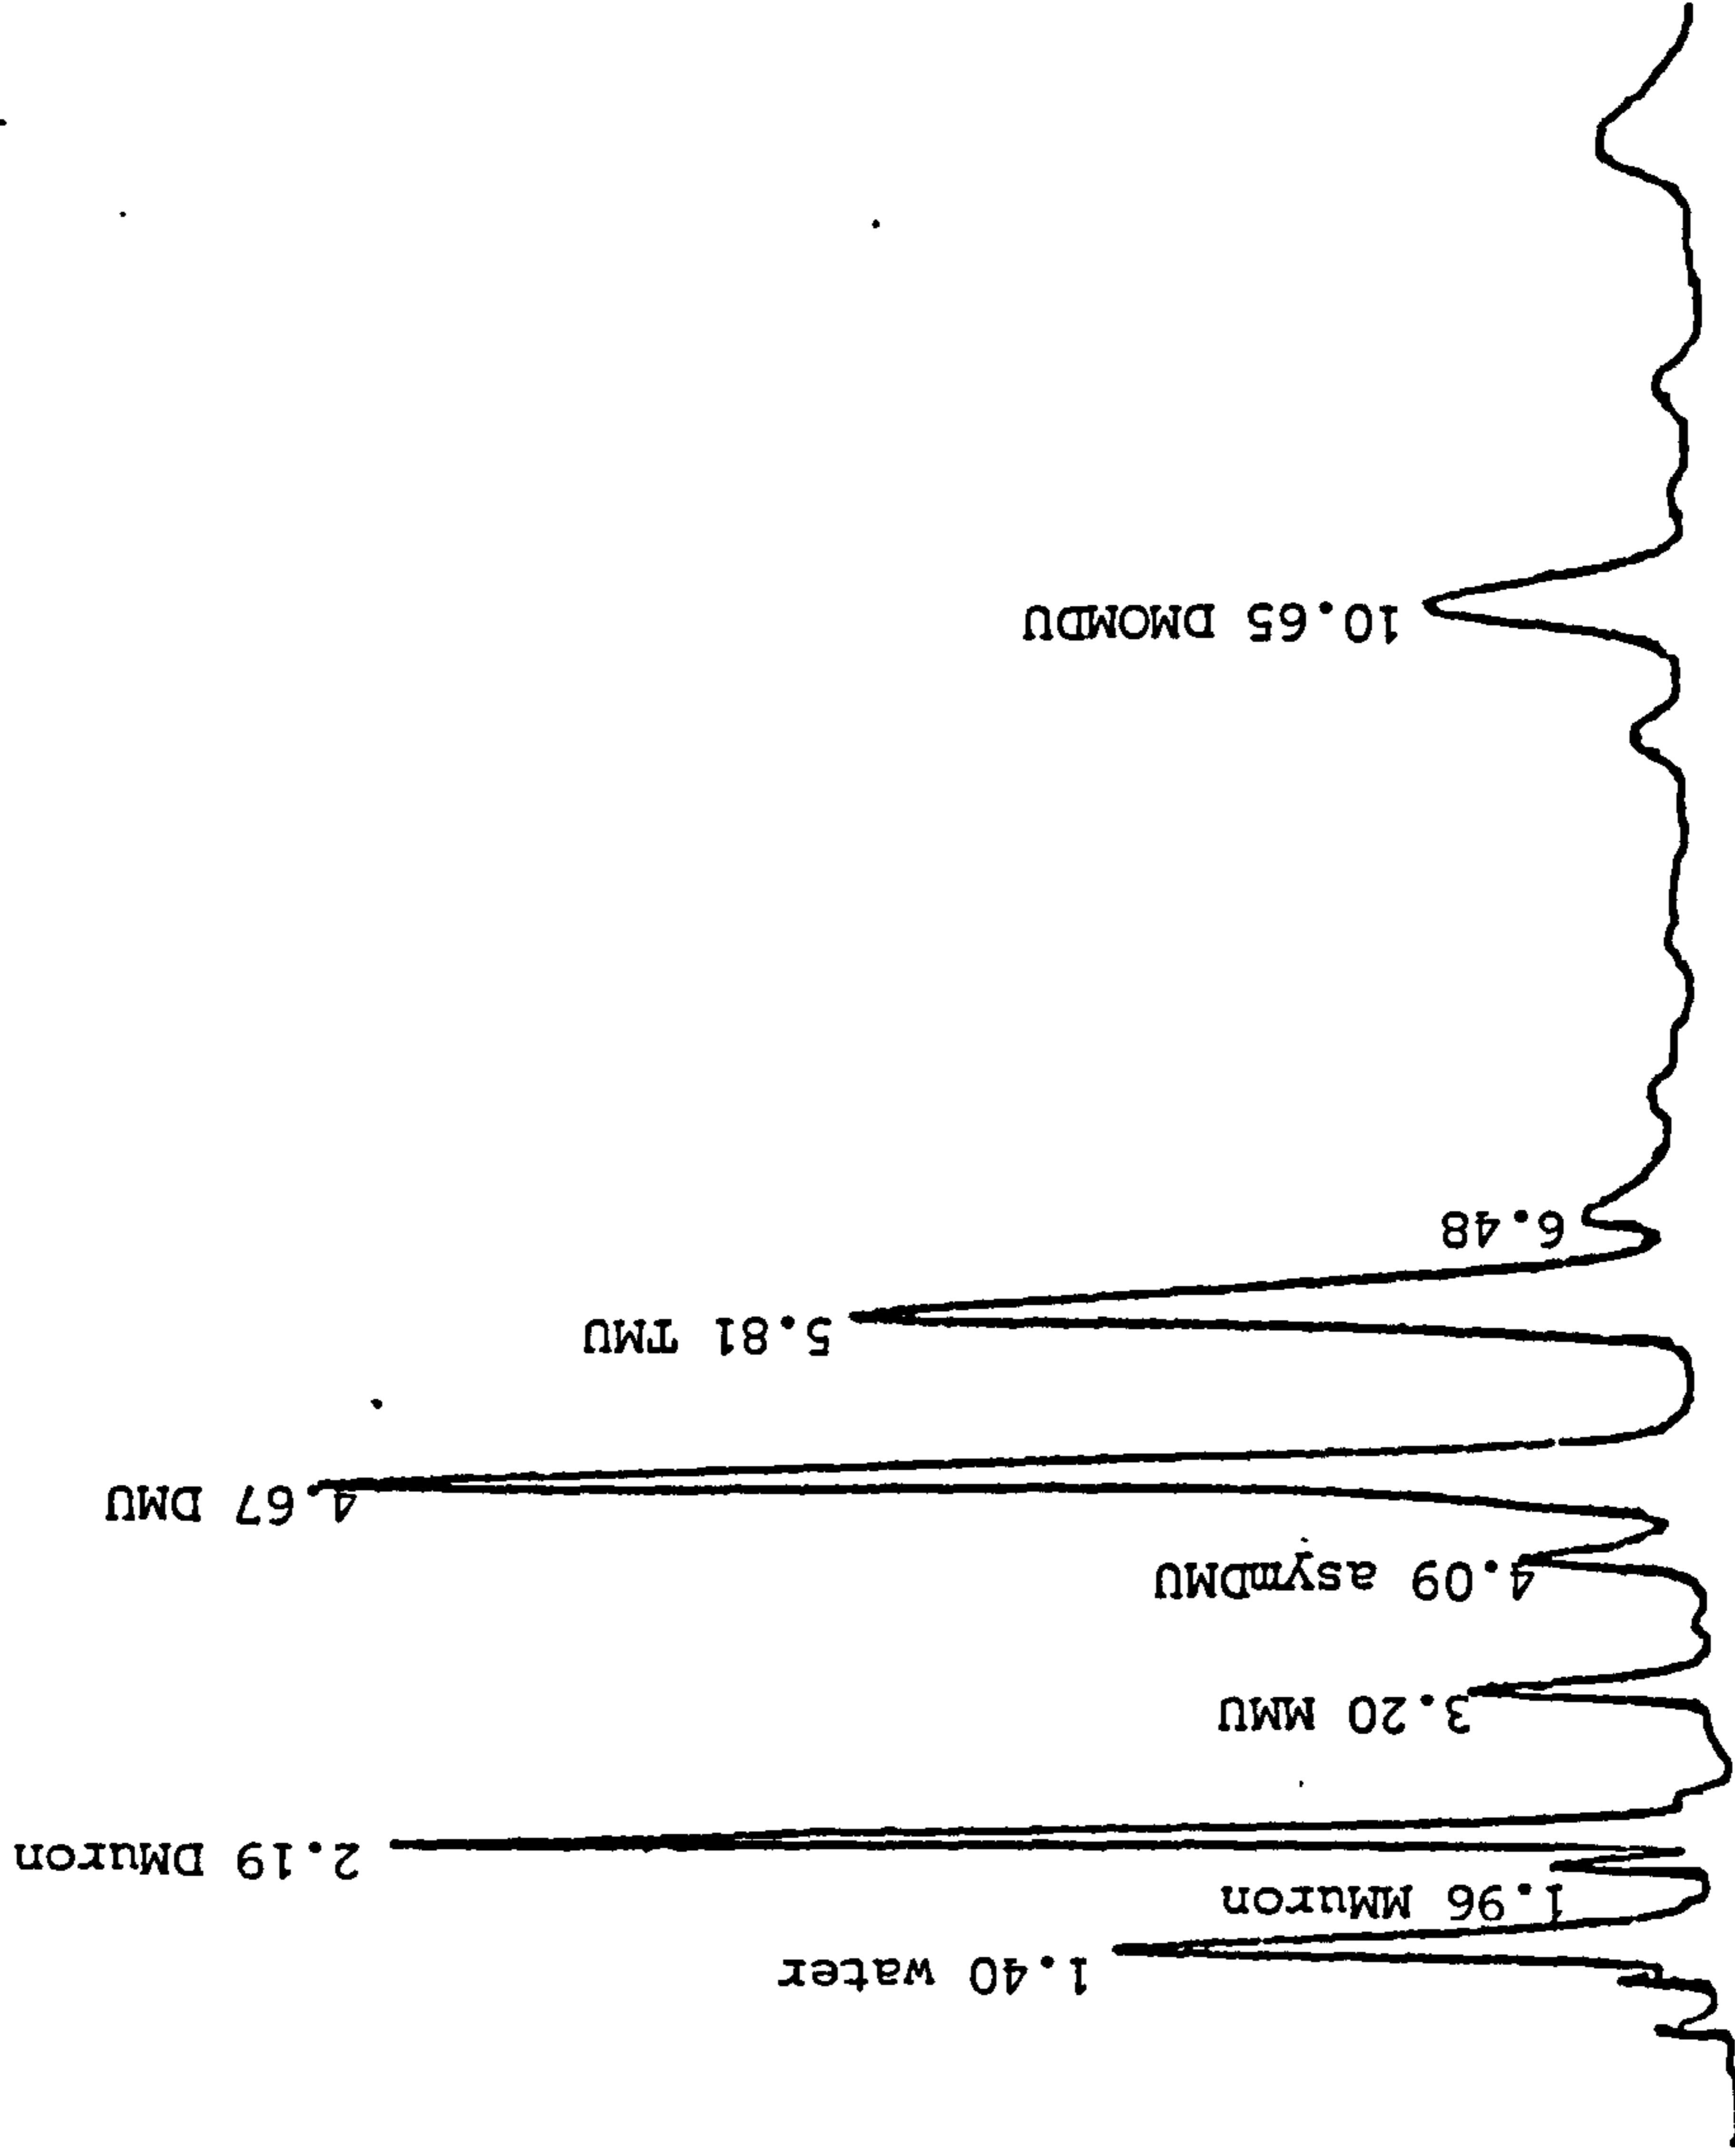 1.40 water
1.96 MMuron
2.19 DMuron
3.20 MMU
4.09 asymDMU
4 67 DMU
5.81 TMU
6.48
10.65 DMOMDU